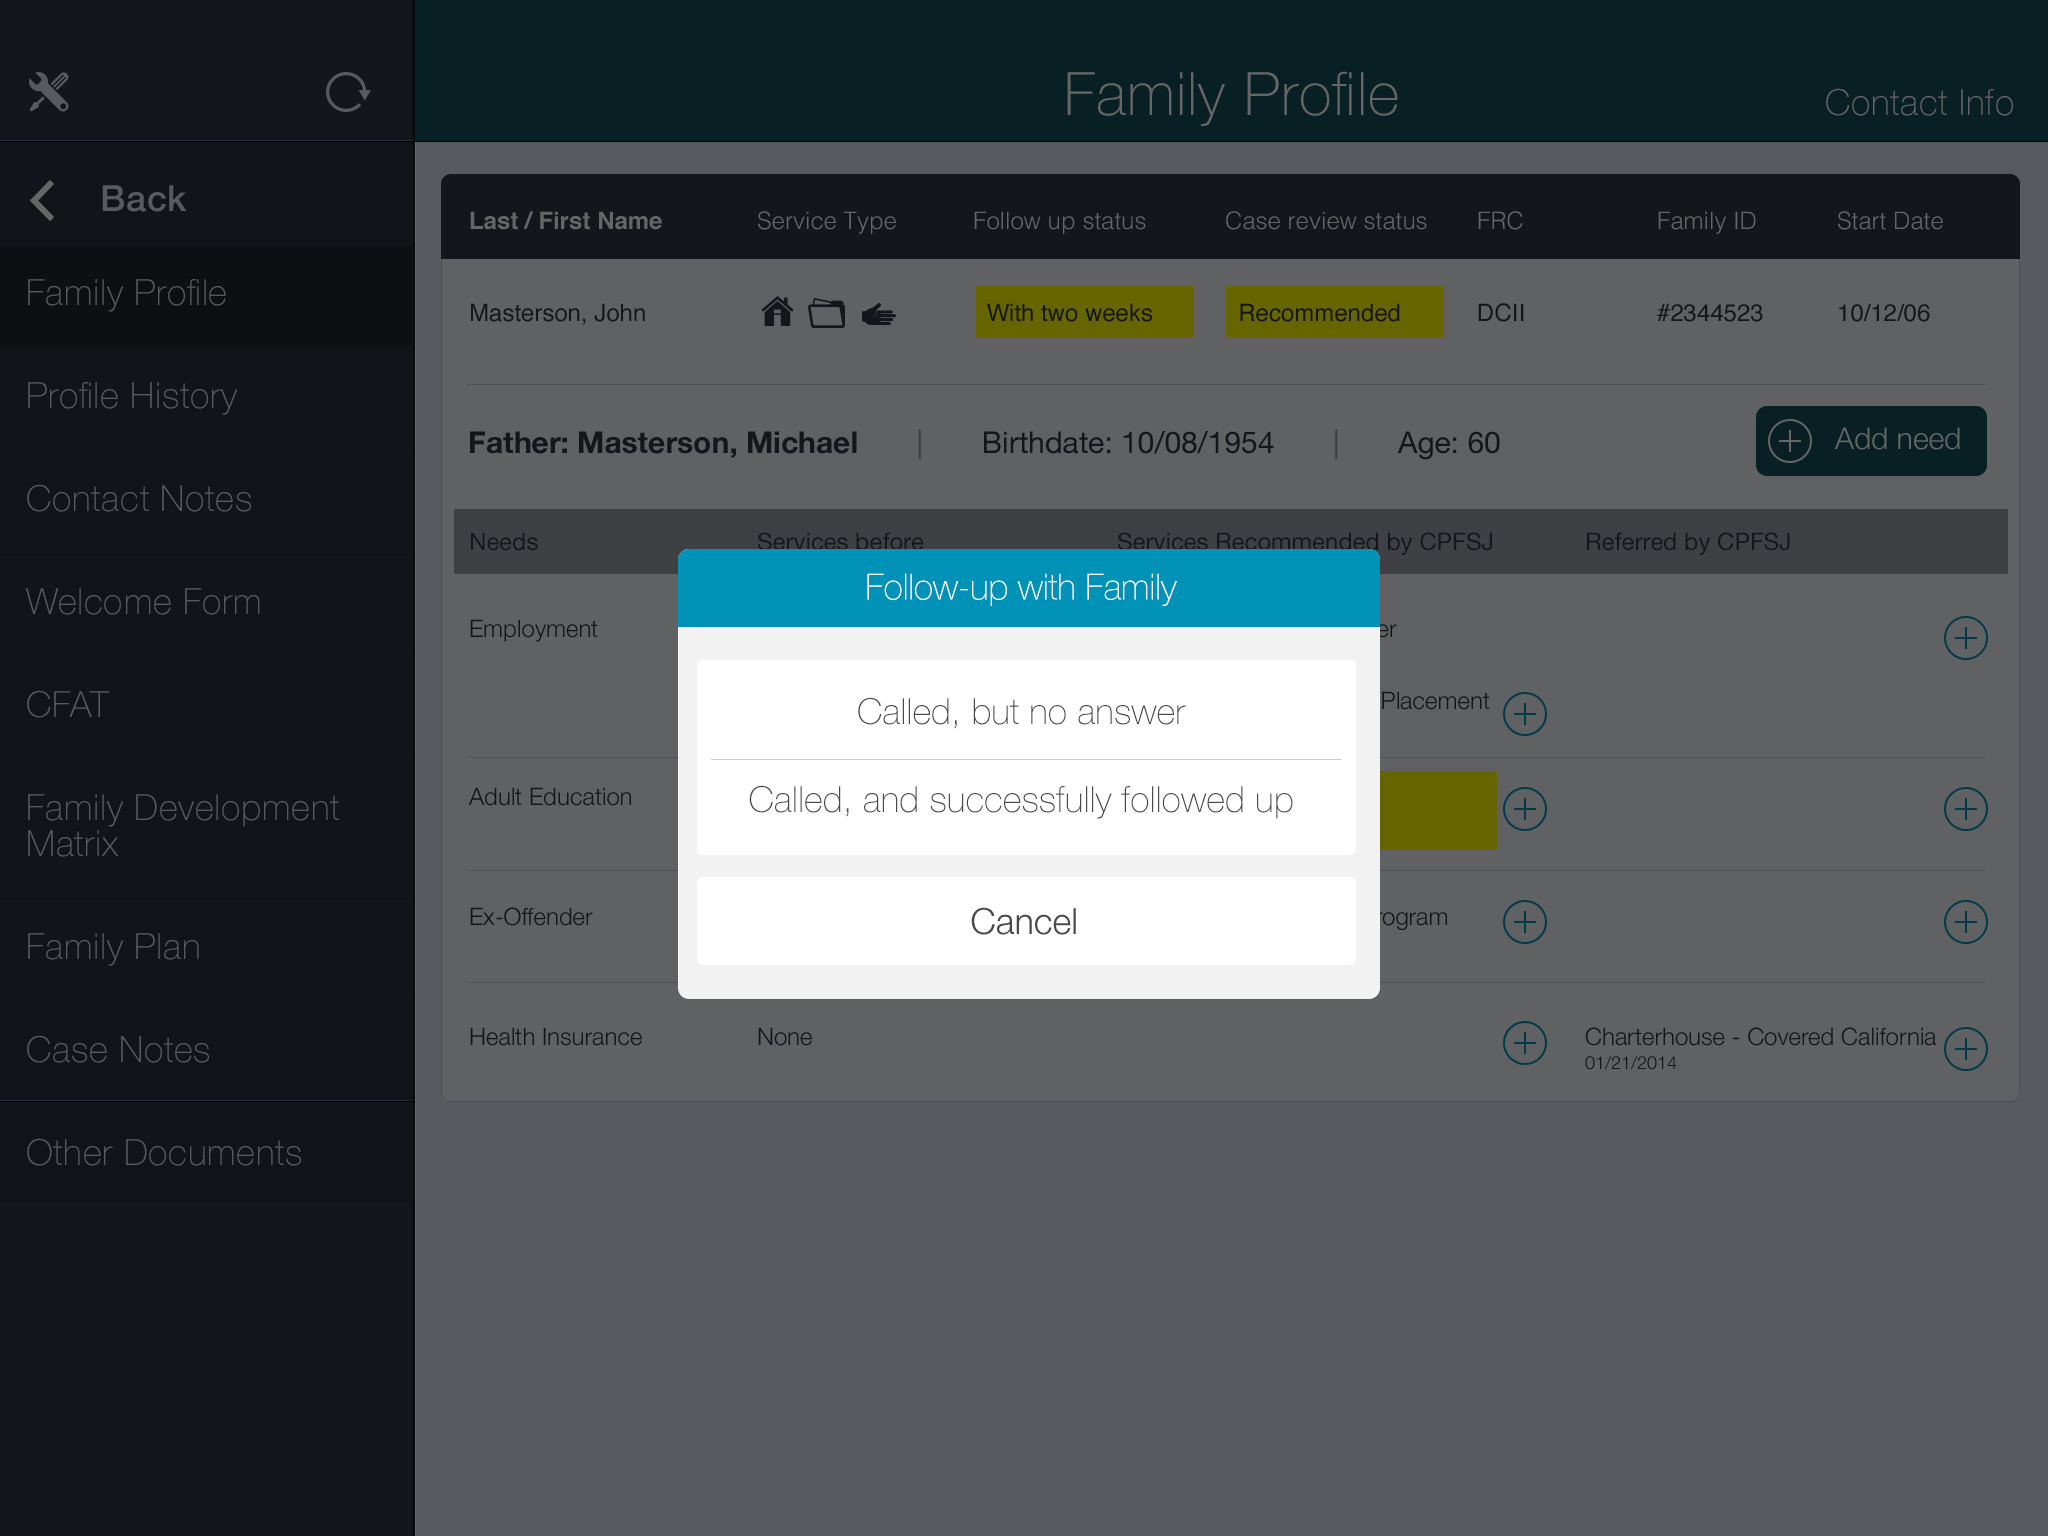 Family Profile
Contact Info
Back
Family Profile
Profile History
Contact Notes
Welcome Form
CFAT
Family Development
Matrix
Family Plan
Case Notes
Other Documents
Last / First Name Service Type Follow up status Case review status FRC Family ID Start Date
Masterson, John With two weeks Recommended DCII #2344523 10/12/06
Father: Masterson, Michael | Birthdate: 10/08/1954 | Age: 60 Add need
Needs Services before Services Recommended by CPFSJ Referred by CPFSJ
Follow-up with Family
Called, but no answer
Called, and successfully followed up
Cancel
Employment
Placement
Adult Education
Ex-Offender
Health Insurance None Charterhouse - Covered California
01/21/2014